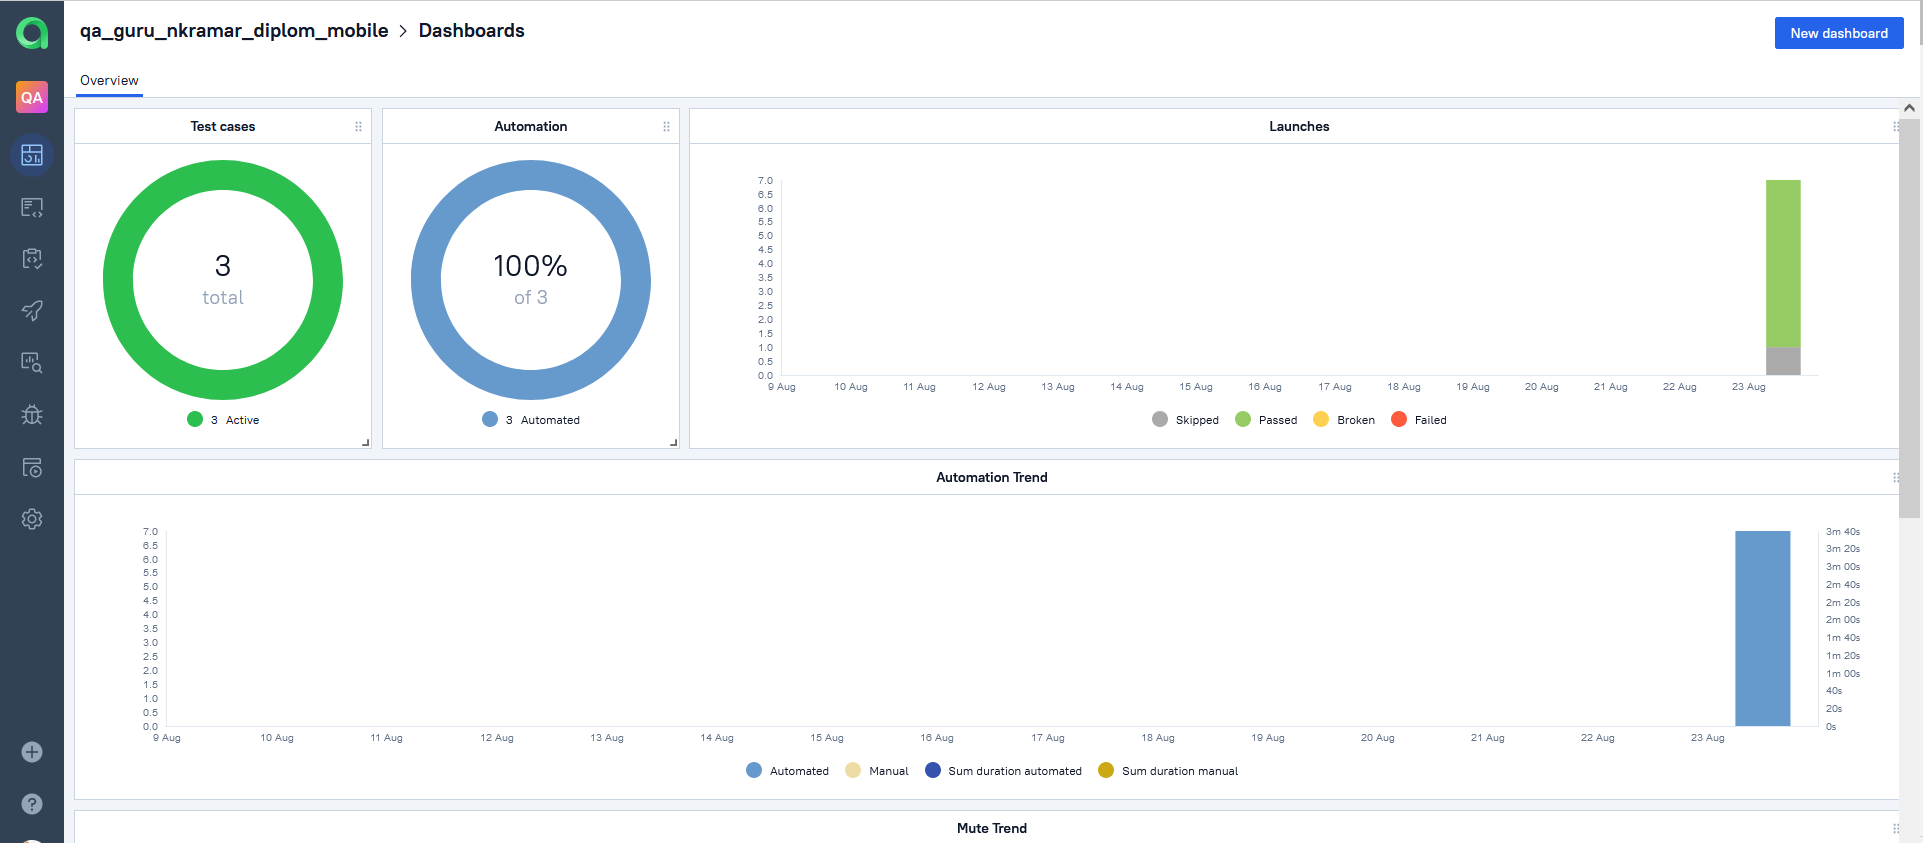 qa_guru_nkramar_diplom_mobile > Dashboards
New dashboard
Overview
QA
Test cases
3
total
3 Active
Automation
100%
of 3
3 Automated
Launches
7.0
6.5
6.0
5.5
5.0
4.5
4.0
3.5
3.0
2.5
2.0
1.5
1.0
0.5
0.0
9 Aug 10 Aug 11 Aug 12 Aug 13 Aug 14 Aug 15 Aug 16 Aug 17 Aug 18 Aug 19 Aug 20 Aug 21 Aug 22 Aug 23 Aug
Skipped Passed Broken Failed
Automation Trend
7.0
6.5
6.0
5.5
5.0
4.5
4.0
3.5
3.0
2.5
2.0
1.5
1.0
0.5
0.0
3m 40s
3m 20s
3m 00s
2m 40s
2m 20s
2m 00s
1m 40s
1m 20s
1m 00s
40s
20s
0s
9 Aug 10 Aug 11 Aug 12 Aug 13 Aug 14 Aug 15 Aug 16 Aug 17 Aug 18 Aug 19 Aug 20 Aug 21 Aug 22 Aug 23 Aug
Automated Manual Sum duration automated Sum duration manual
Mute Trend